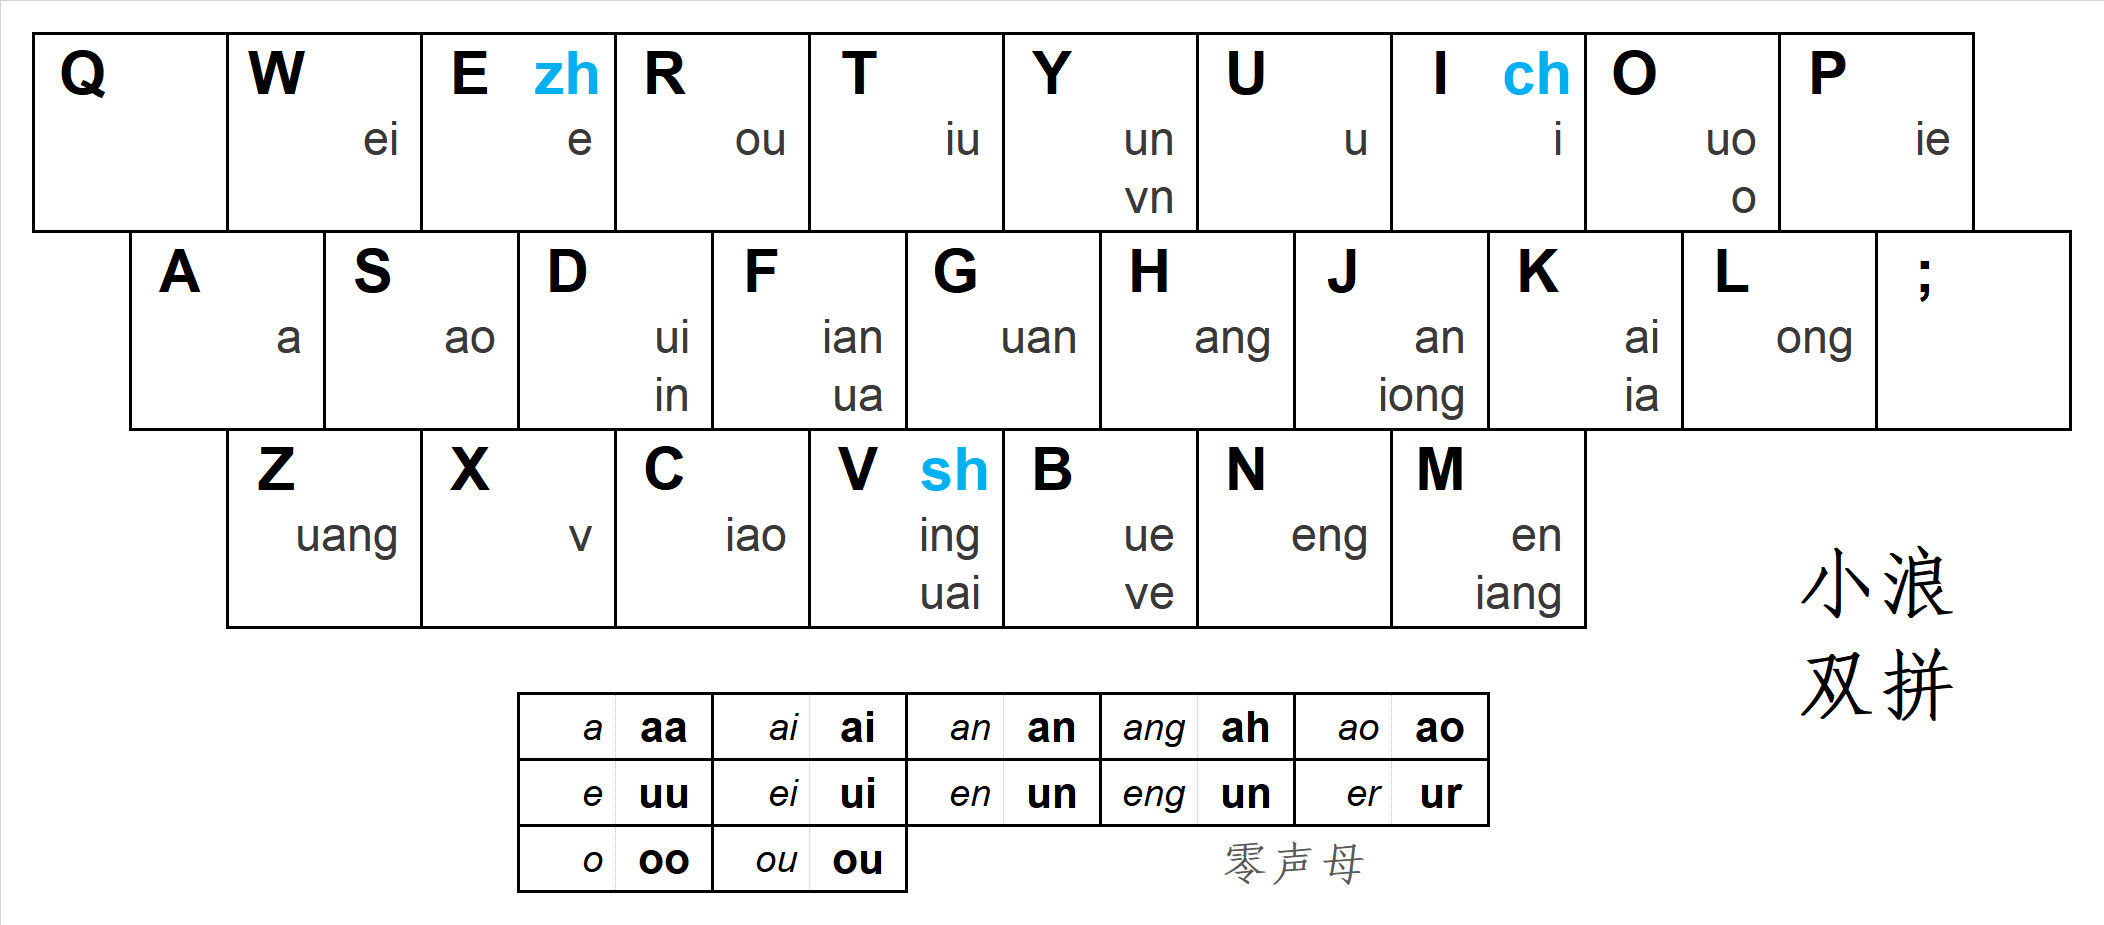 Q W E zh R T Y U I ch O P
ei e ou iu un u i uo ie
vn o
A S D F G H J K L ;
a ao ui ian uan ang an ai ong
in ua iong ia
Z X C V sh B N M
uang v iao ing ue eng en
uai ve iang
小浪
双拼
a aa ai ai an an ang ah ao ao
e uu ei ui en un eng un er ur
o oo ou ou
零声母